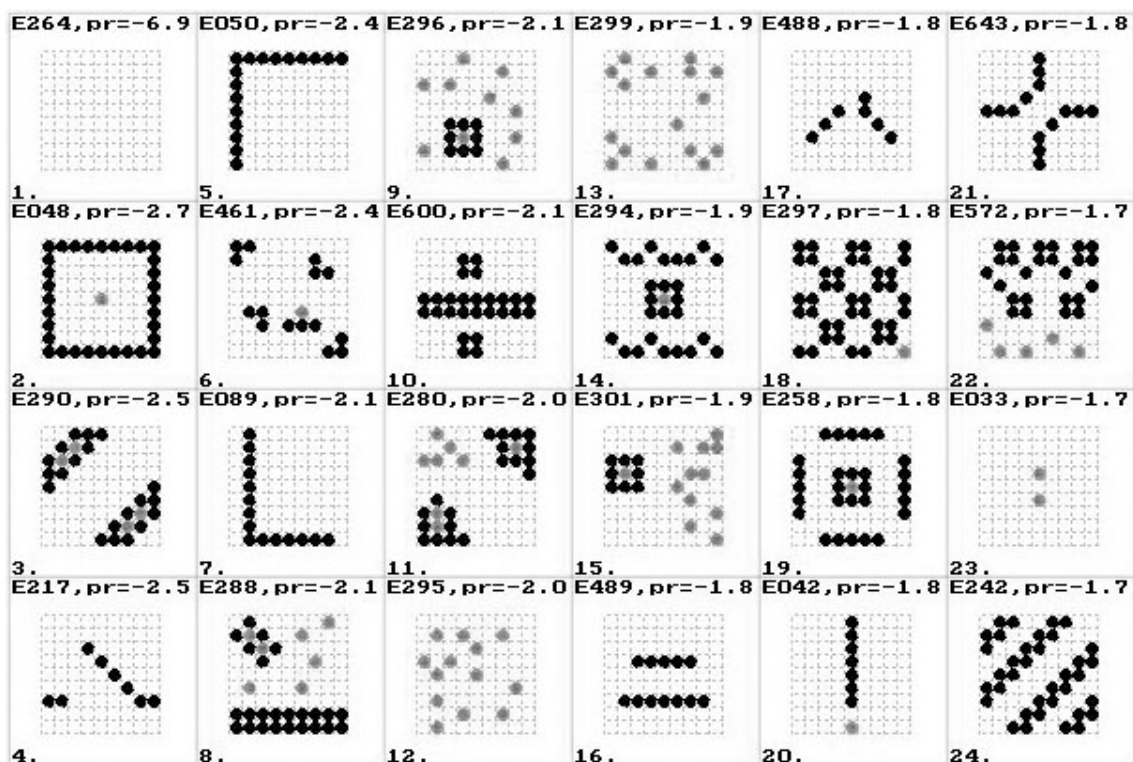 E264,pr=-6.9 E050,pr=-2.4 E296,pr=-2.1 E299,pr=-1.9 E488,pr=-1.8 E643,pr=-1.8
1. 5. 9. 13. 17. 21.
E048,pr=-2.7 E461,pr=-2.4 E600,pr=-2.1 E294,pr=-1.9 E297,pr=-1.8 E572,pr=-1.7
2. 6. 10. 14. 18. 22.
E290,pr=-2.5 E089,pr=-2.1 E280,pr=-2.0 E301,pr=-1.9 E258,pr=-1.8 E033,pr=-1.7
3. 7. 11. 15. 19. 23.
E217,pr=-2.5 E288,pr=-2.1 E295,pr=-2.0 E489,pr=-1.8 E042,pr=-1.8 E242,pr=-1.7
4. 8. 12. 16. 20. 24.